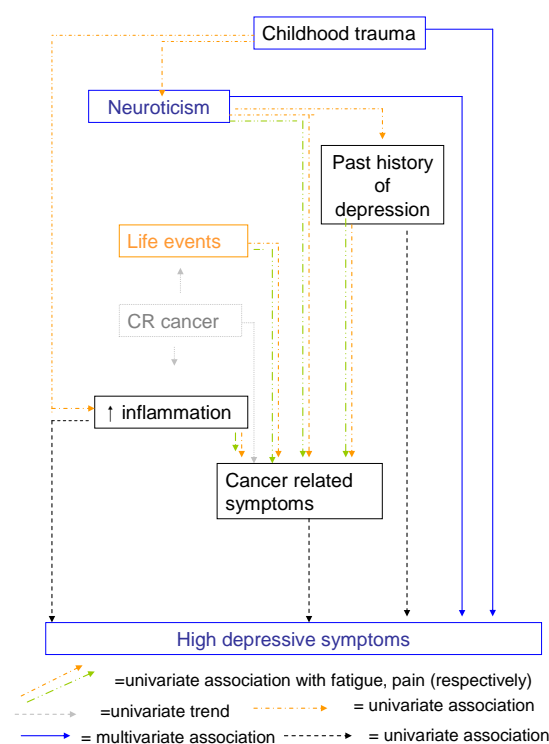 Childhood trauma
Neuroticism
Past history
of
depression
Life events
CR cancer
↑ inflammation
Cancer related
symptoms
High depressive symptoms
=univariate association with fatigue, pain (respectively)
=univariate trend
= univariate association
= multivariate association
= univariate association